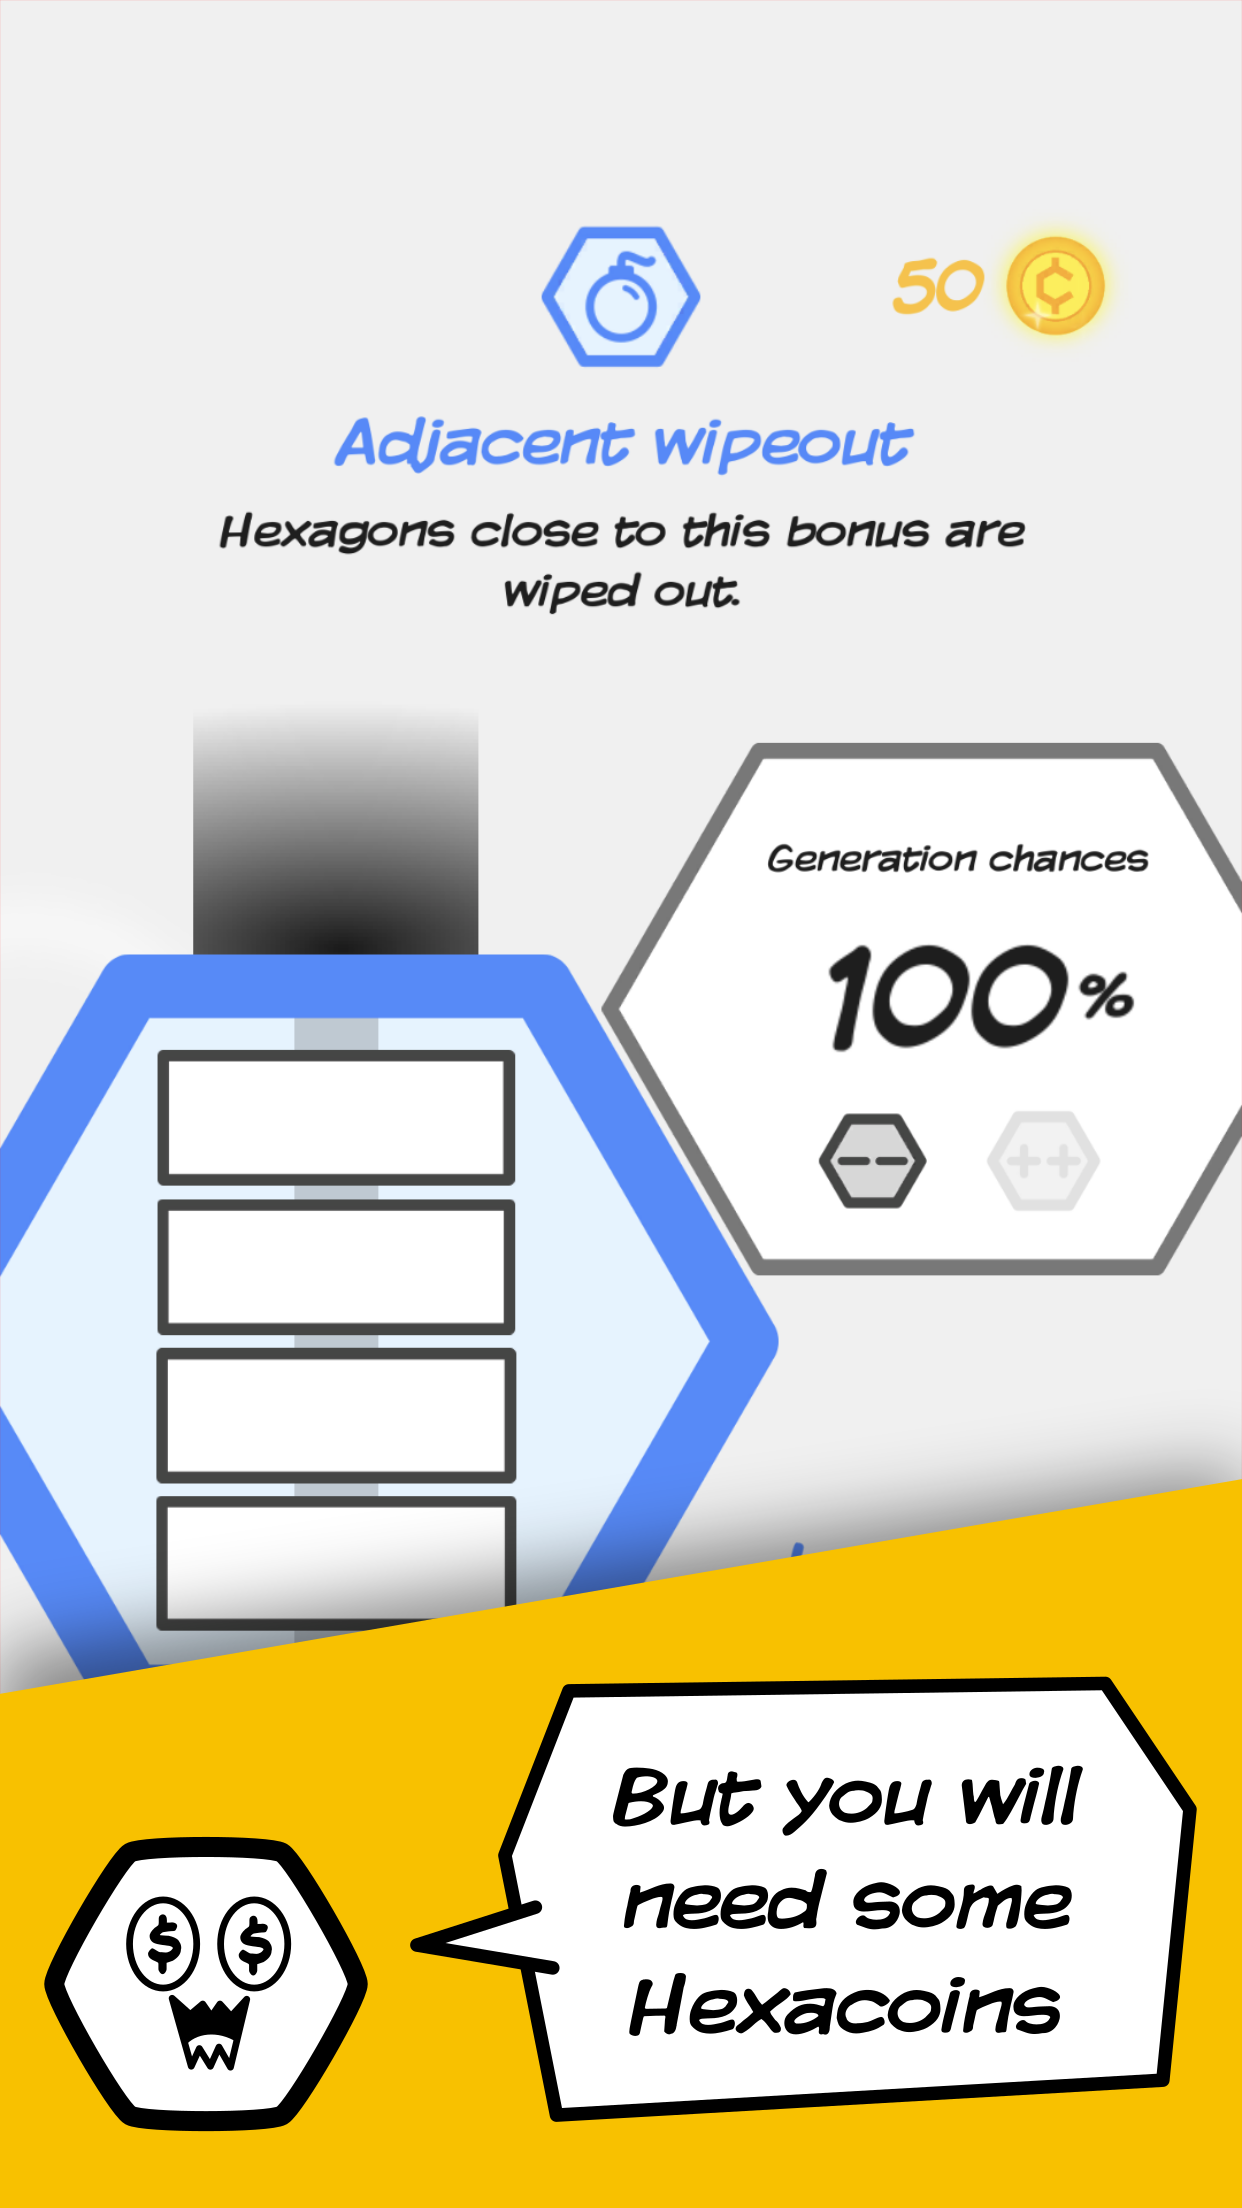 50
Adjacent wipeout
Hexagons close to this bonus are
wiped out.
Generation chances
100%
-- ++
But you will
need some
Hexacoins